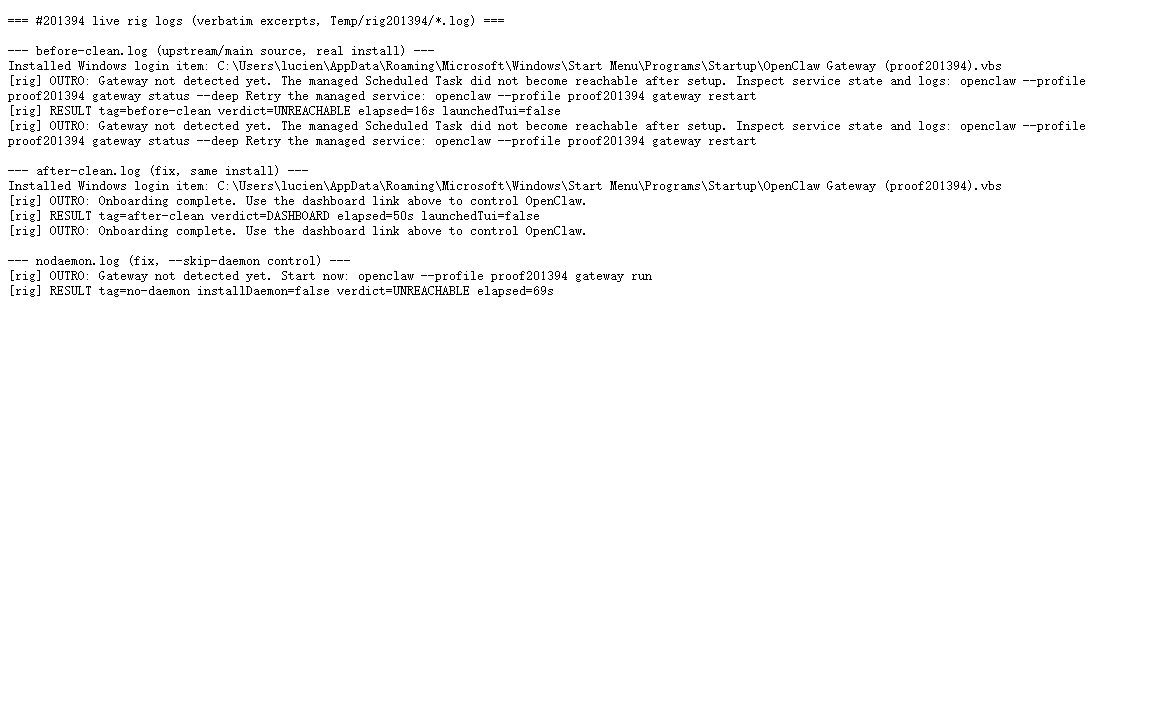 === #201394 live rig logs (verbatim excerpts, Temp/rig201394/*.log) ===
--- before-clean.log (upstream/main source, real install) ---
Installed Windows login item: C:\Users\lucien\AppData\Roaming\Microsoft\Windows\Start Menu\Programs\Startup\OpenClaw Gateway (proof201394).vbs
[rig] OUTRO: Gateway not detected yet. The managed Scheduled Task did not become reachable after setup. Inspect service state and logs: openclaw --profile
proof201394 gateway status --deep Retry the managed service: openclaw --profile proof201394 gateway restart
[rig] RESULT tag=before-clean verdict=UNREACHABLE elapsed=16s launchedTui=false
[rig] OUTRO: Gateway not detected yet. The managed Scheduled Task did not become reachable after setup. Inspect service state and logs: openclaw --profile
proof201394 gateway status --deep Retry the managed service: openclaw --profile proof201394 gateway restart
--- after-clean.log (fix, same install) ---
Installed Windows login item: C:\Users\lucien\AppData\Roaming\Microsoft\Windows\Start Menu\Programs\Startup\OpenClaw Gateway (proof201394).vbs
[rig] OUTRO: Onboarding complete. Use the dashboard link above to control OpenClaw.
[rig] RESULT tag=after-clean verdict=DASHBOARD elapsed=50s launchedTui=false
[rig] OUTRO: Onboarding complete. Use the dashboard link above to control OpenClaw.
--- nodaemon.log (fix, --skip-daemon control) ---
[rig] OUTRO: Gateway not detected yet. Start now: openclaw --profile proof201394 gateway run
[rig] RESULT tag=no-daemon installDaemon=false verdict=UNREACHABLE elapsed=69s